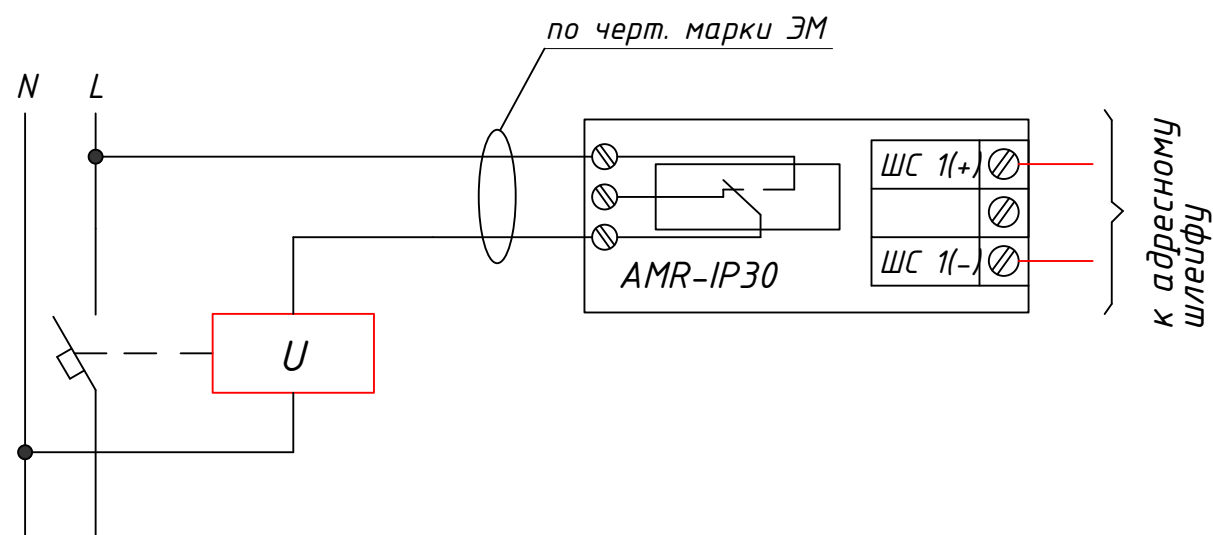 по черт. марки ЭМ
N
L
ШС 1(+)
ШС 1(-)
AMR-IP30
U
к адресному
шлейфу